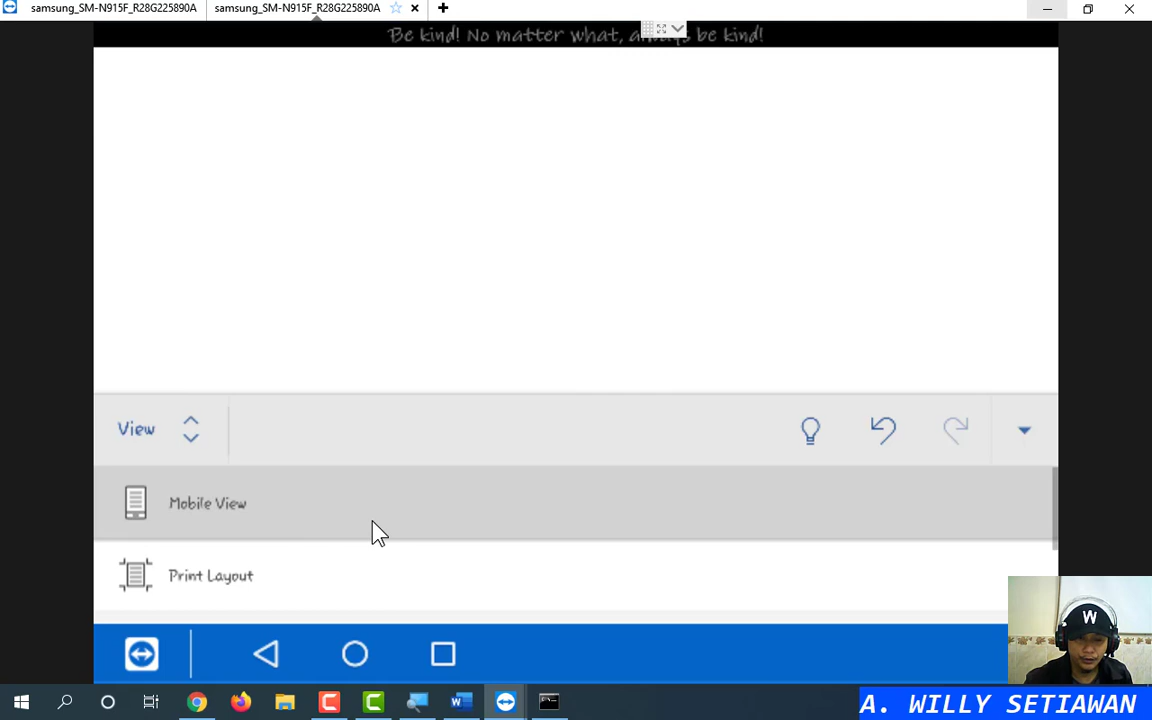 samsung_SM-N915F_R28G225890A
samsung_SM-N915F_R28G225890A
Be kind! No matter what, always be kind!
View
Mobile View
Print Layout
W
A. WILLY SETIAWAN